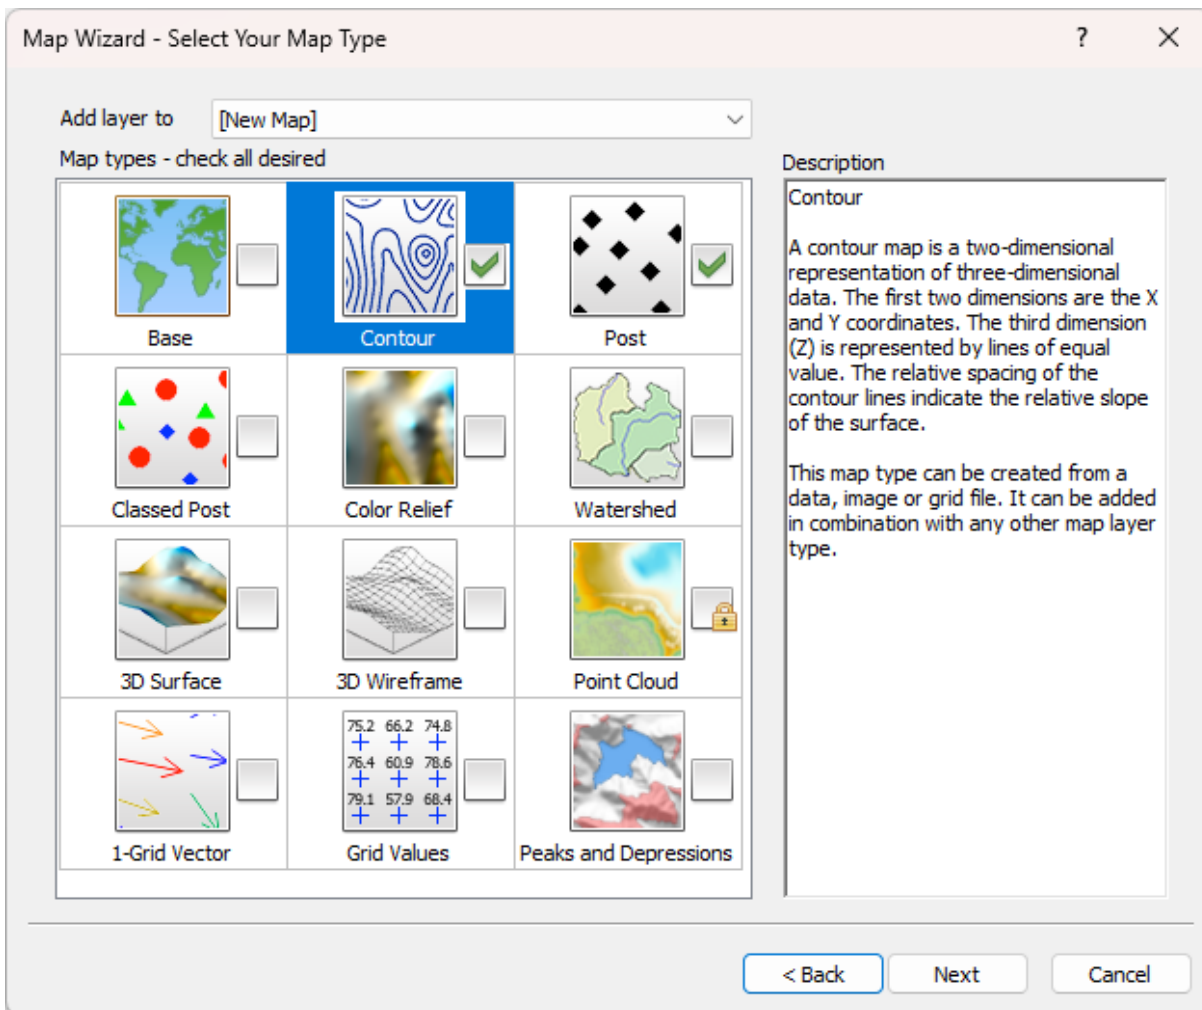 Map Wizard - Select Your Map Type
?
Add layer to [New Map]
Map types - check all desired
Base
Contour
Post
Classed Post
Color Relief
Watershed
3D Surface
3D Wireframe
Point Cloud
75.2 66.2 74.8
76.4 60.9 78.6
79.1 57.9 68.4
1-Grid Vector
Grid Values
Peaks and Depressions
Description
Contour
A contour map is a two-dimensional
representation of three-dimensional
data. The first two dimensions are the X
and Y coordinates. The third dimension
(Z) is represented by lines of equal
value. The relative spacing of the
contour lines indicate the relative slope
of the surface.
This map type can be created from a
data, image or grid file. It can be added
in combination with any other map layer
type.
< Back
Next
Cancel